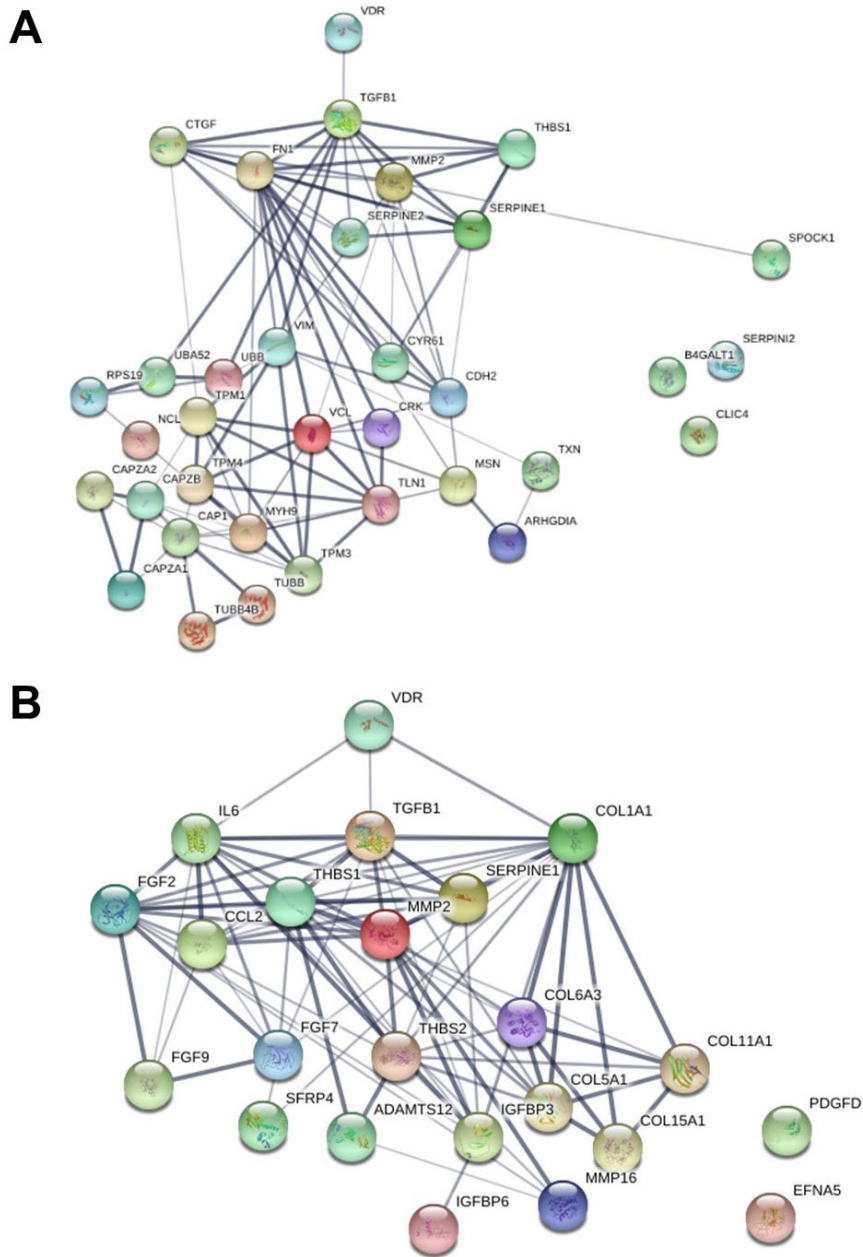 A
VDR
TGFB1
CTGF
THBS1
FN1
MMP2
SERPINE1
SERPINE2
SPOCK1
VIM
CYR61
SERPINI2
UBA52
UBB
B4GALT1
RPS19
CDH2
TPM1
CRK
VCL
CLIC4
NCL
TXN
TPM4
MSN
CAPZA2
CAPZB
TLN1
CAP1
MYH9
ARHGDIA
TPM3
CAPZA1
TUBB
TUBB4B
B
VDR
IL6
TGFB1
COL1A1
THBS1
SERPINE1
FGF2
MMP2
CCL2
COL6A3
FGF7
THBS2
COL11A1
FGF9
COL5A1
SFRP4
ADAMTS12
IGFBP3
PDGFD
COL15A1
MMP16
EFNA5
IGFBP6